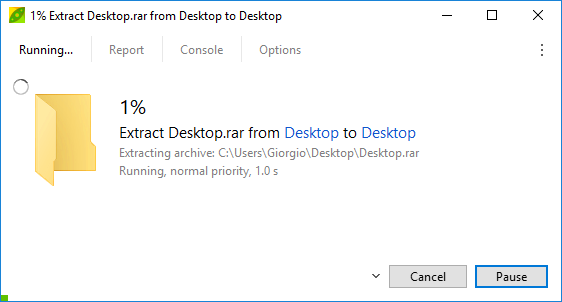 1% Extract Desktop.rar from Desktop to Desktop
Running... Report Console Options
1%
Extract Desktop.rar from Desktop to Desktop
Extracting archive: C:\Users\Giorgio\Desktop\Desktop.rar
Running, normal priority, 1.0 s
Cancel Pause